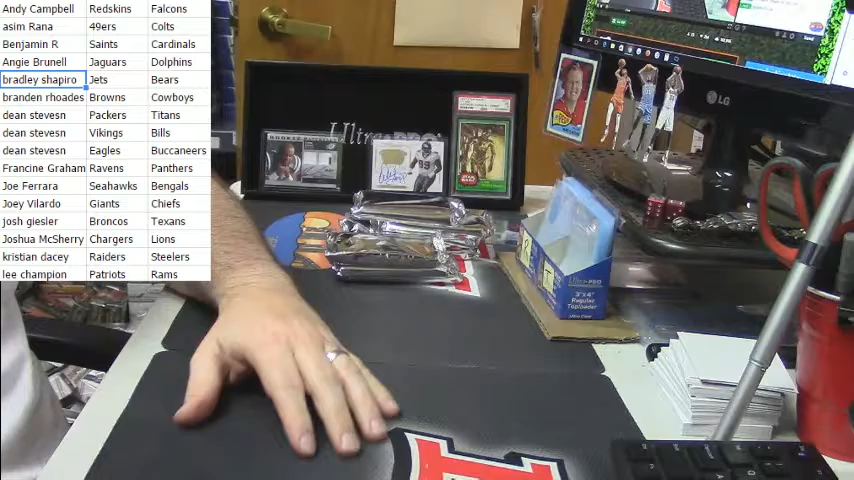 Andy Campbell Redskins Falcons
asim Rana 49ers Colts
Benjamin R Saints Cardinals
Angie Brunell Jaguars Dolphins
bradley shapiro Jets Bears
branden rhoades Browns Cowboys
dean stevesn Packers Titans
dean stevesn Vikings Bills
dean stevesn Eagles Buccaneers
Francine Graham Ravens Panthers
Joe Ferrara Seahawks Bengals
Joey Vilardo Giants Chiefs
josh giesler Broncos Texans
Joshua McSherry Chargers Lions
kristian dacey Raiders Steelers
lee champion Patriots Rams
Ultra PRO
LG
Ultra PRO
3"x4"
Regular
Toploader